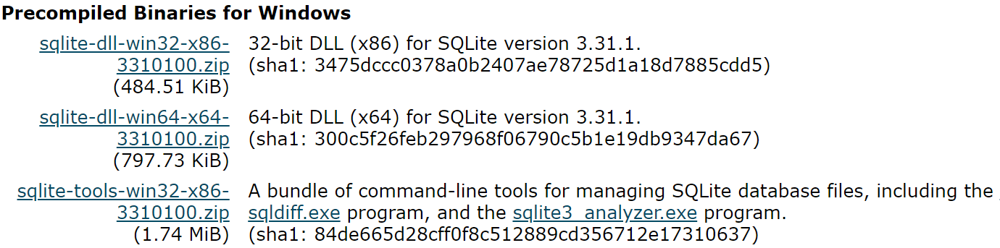 Precompiled Binaries for Windows
sqlite-dll-win32-x86-
3310100.zip
(484.51 KiB)
32-bit DLL (x86) for SQLite version 3.31.1.
(sha1: 3475dccc0378a0b2407ae78725d1a18d7885cdd5)
sqlite-dll-win64-x64-
3310100.zip
(797.73 KiB)
64-bit DLL (x64) for SQLite version 3.31.1.
(sha1: 300c5f26feb297968f06790c5b1e19db9347da67)
sqlite-tools-win32-x86-
3310100.zip
(1.74 MiB)
A bundle of command-line tools for managing SQLite database files, including the
sqldiff.exe program, and the sqlite3_analyzer.exe program.
(sha1: 84de665d28cff0f8c512889cd356712e17310637)